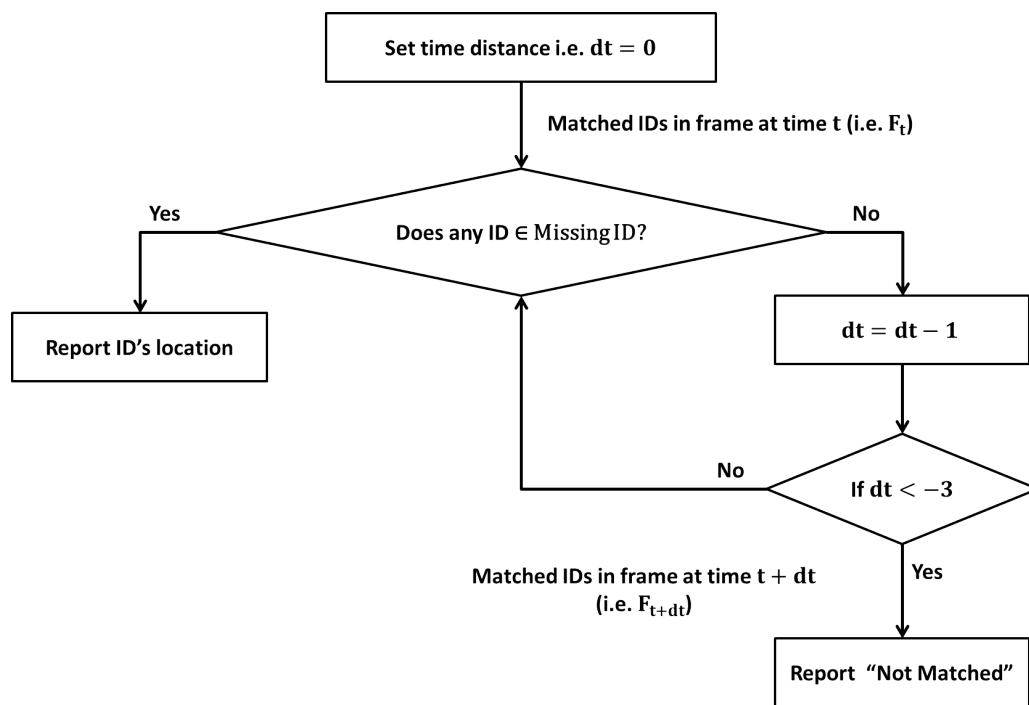 Set time distance i.e. dt = 0
Matched IDs in frame at time t (i.e. F_t)
Yes
No
Does any ID ∈ Missing ID?
Report ID’s location
dt = dt − 1
No
If dt < −3
Matched IDs in frame at time t + dt
(i.e. F_{t+dt})
Yes
Report “Not Matched”